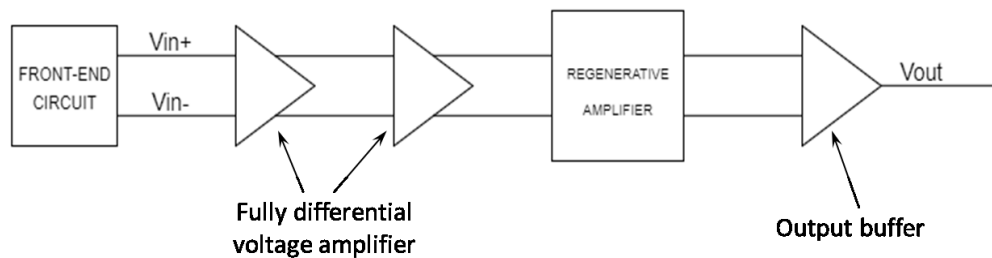 FRONT-END
CIRCUIT
Vin+
Vin-
REGENERATIVE
AMPLIFIER
Vout
Fully differential
voltage amplifier
Output buffer